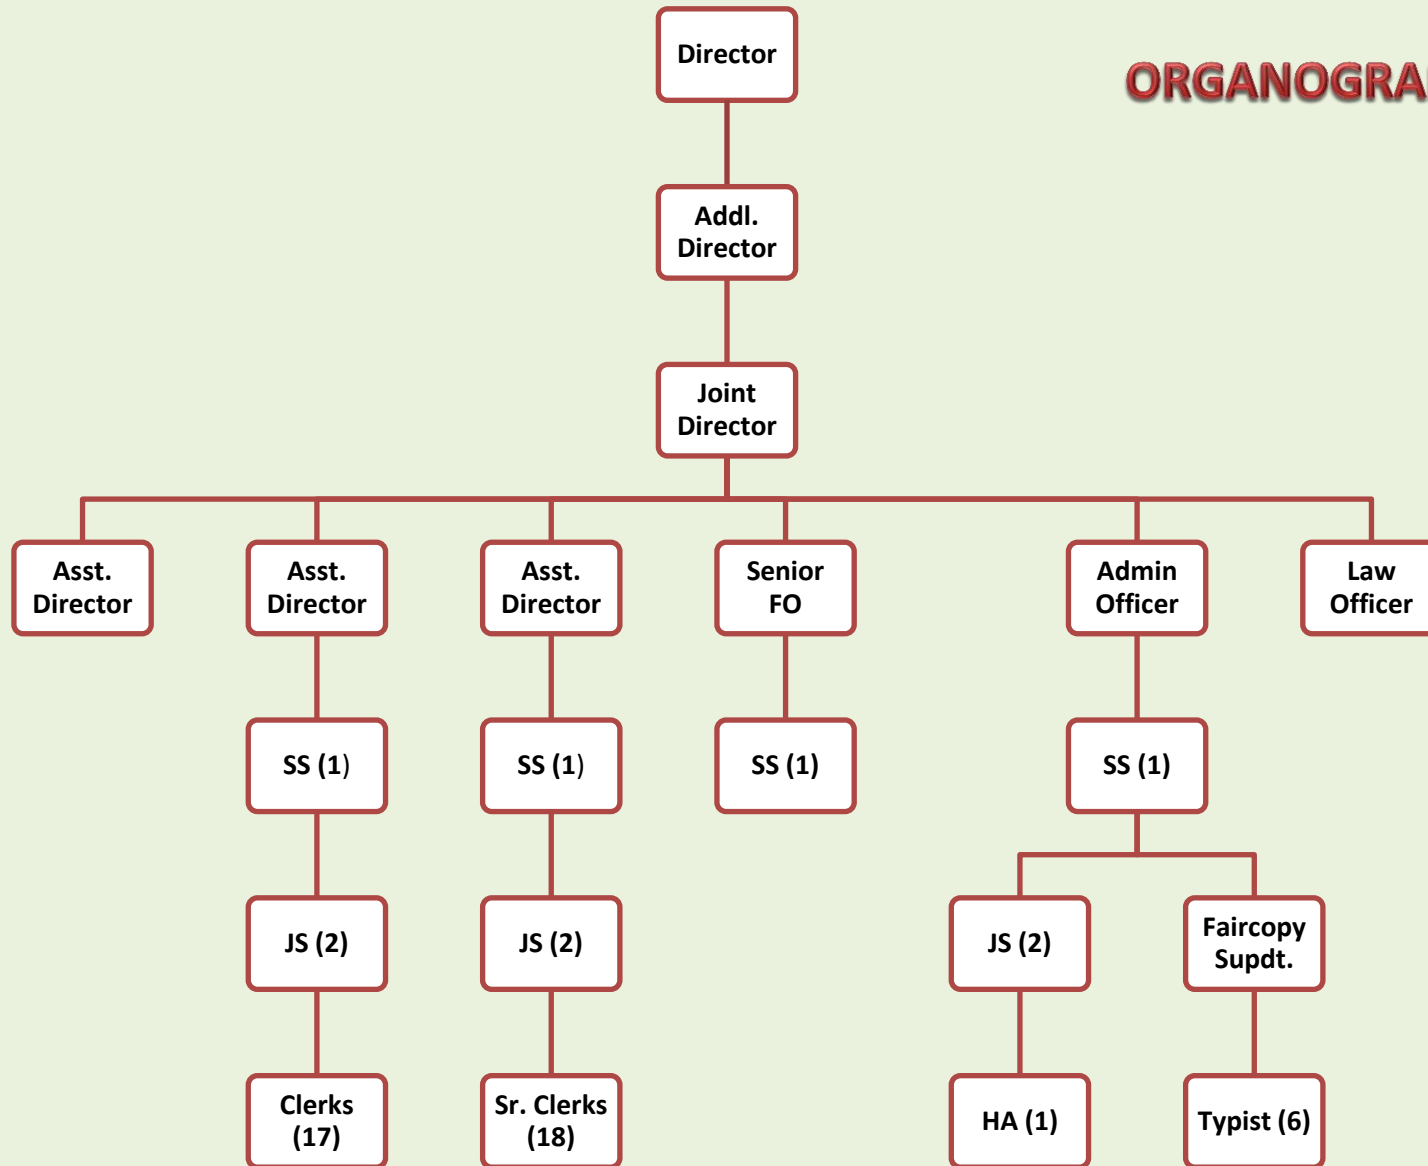 Director
ORGANOGRA
Addl.
Director
Joint
Director
Asst.
Director
Asst.
Director
Asst.
Director
Senior
FO
Admin
Officer
Law
Officer
SS (1)
SS (1)
SS (1)
SS (1)
JS (2)
JS (2)
JS (2)
Faircopy
Supdt.
Clerks
(17)
Sr. Clerks
(18)
HA (1)
Typist (6)